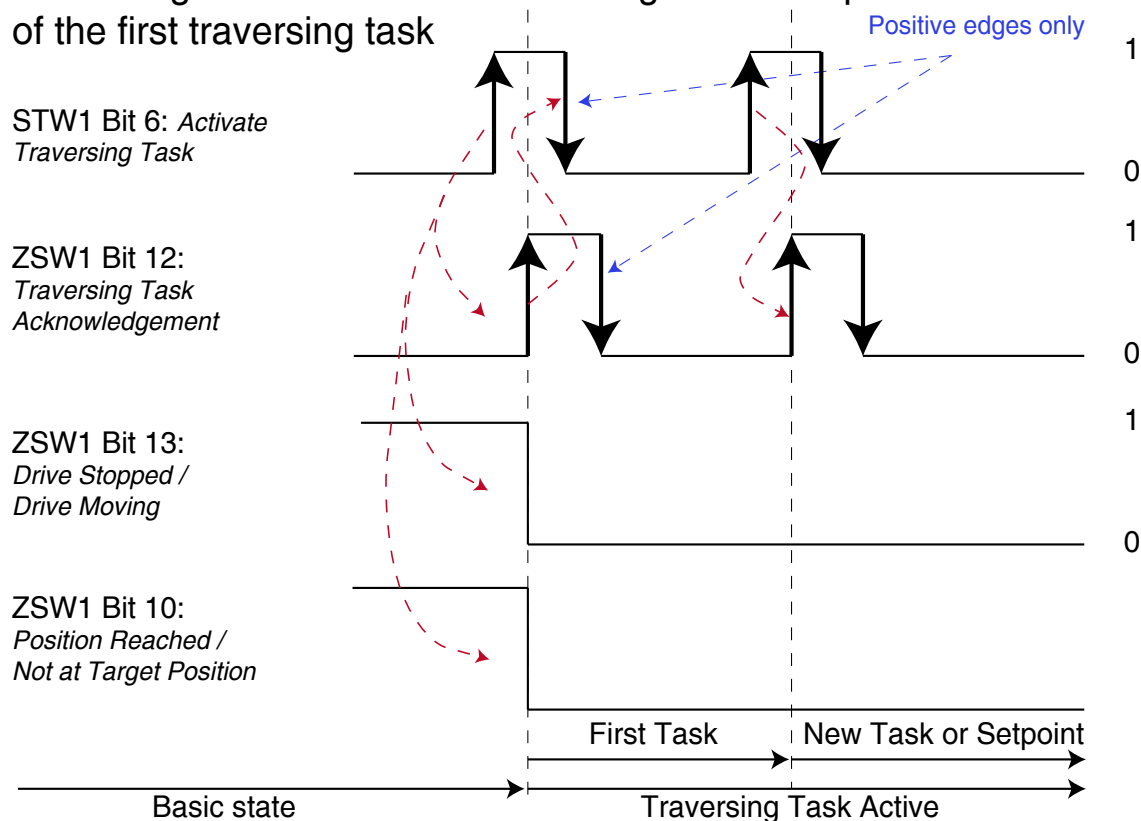 of the first traversing task
Positive edges only
1
STW1 Bit 6: Activate
Traversing Task
0
1
ZSW1 Bit 12:
Traversing Task
Acknowledgement
0
1
ZSW1 Bit 13:
Drive Stopped /
Drive Moving
0
ZSW1 Bit 10:
Position Reached /
Not at Target Position
First Task
New Task or Setpoint
Basic state
Traversing Task Active